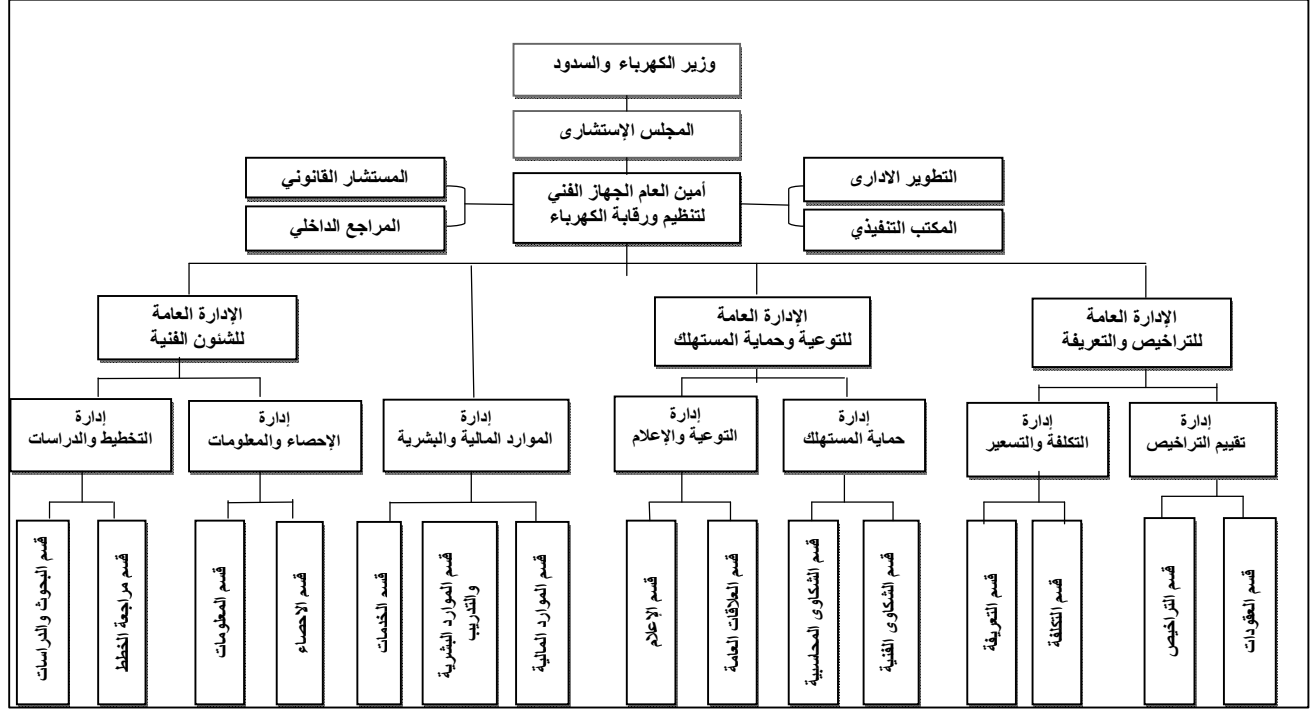 وزير الكهرباء والسدود
المجلس الإستشارى
التطوير الادارى
المكتب التنفيذي
أمين العام الجهاز الفني
لتنظيم ورقابة الكهرباء
المستشار القانوني
المراجع الداخلي
الإدارة العامة
للتراخيص والتعريفة
الإدارة العامة
للتوعية وحماية المستهلك
الإدارة العامة
للشئون الفنية
إدارة
تقييم التراخيص
إدارة
التكلفة والتسعير
إدارة
حماية المستهلك
إدارة
التوعية والإعلام
إدارة
الموارد المالية والبشرية
إدارة
الإحصاء والمعلومات
إدارة
التخطيط والدراسات
قسم العقودات
قسم التراخيص
قسم التكلفة
قسم التعريفة
قسم الشكاوى الفنية
قسم الشكاوى المحاسبية
قسم العلاقات العامة
قسم الإعلام
قسم الموارد المالية
قسم الموارد البشرية
والتدريب
قسم الخدمات
قسم الاحصاء
قسم المعلومات
قسم مراجعة الخطط
قسم البحوث والدراسات